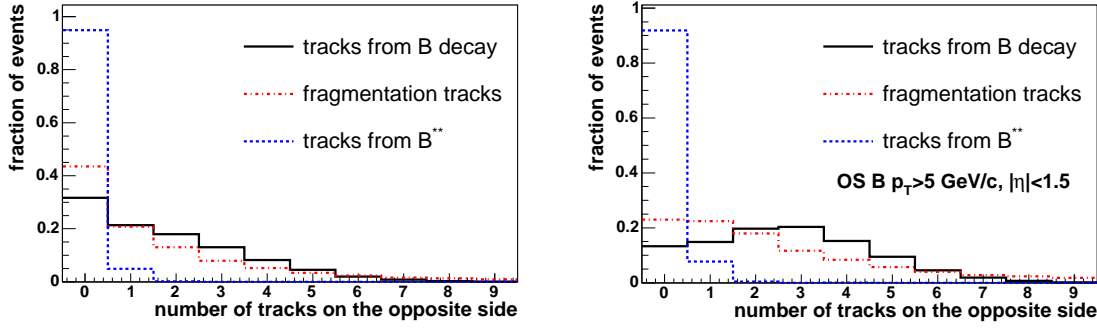 fraction of events
1
0.8
0.6
0.4
0.2
0
tracks from B decay
fragmentation tracks
tracks from B**
0 1 2 3 4 5 6 7 8 9
number of tracks on the opposite side
fraction of events
1
0.8
0.6
0.4
0.2
0
tracks from B decay
fragmentation tracks
tracks from B**
OS B p_T>5 GeV/c, |η|<1.5
0 1 2 3 4 5 6 7 8 9
number of tracks on the opposite side